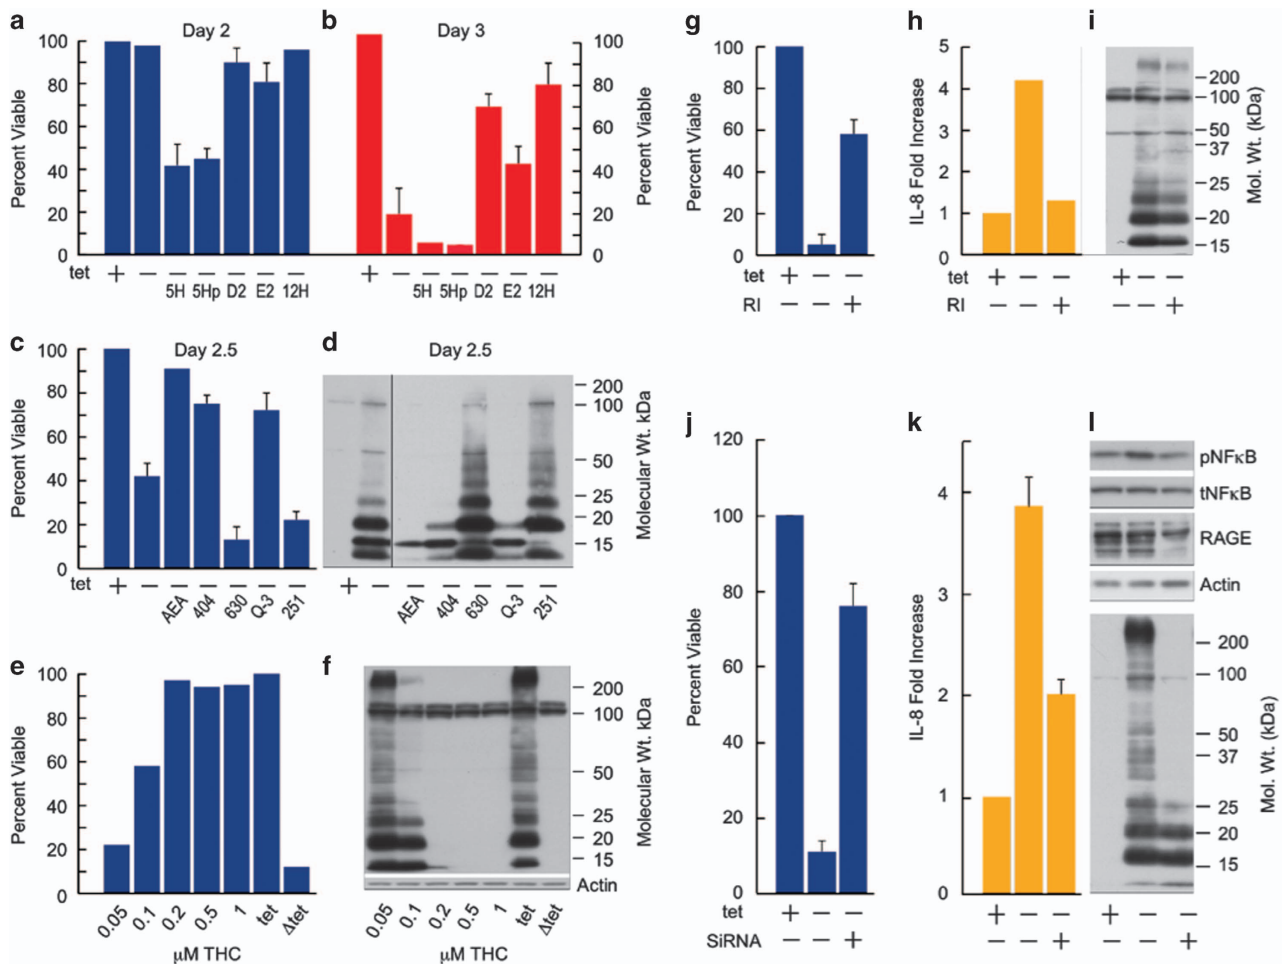 a
Day 2
Percent Viable
100
80
60
40
20
0
tet + − − − − − −
5H 5Hp D2 E2 12H
b
Day 3
Percent Viable
100
80
60
40
20
0
+ − − − − − −
5H 5Hp D2 E2 12H
c
Day 2.5
Percent Viable
100
80
60
40
20
0
tet + − − − − − −
AEA 404 630 Q-3 251
d
Day 2.5
200
100
50
25
20
15
Molecular Wt. kDa
+ − − − − − −
AEA 404 630 Q-3 251
e
Percent Viable
100
80
60
40
20
0
0.05 0.1 0.2 0.5 1 tet Δtet
μM THC
f
200
100
50
25
20
15
Molecular Wt. kDa
Actin
0.05 0.1 0.2 0.5 1 tet Δtet
μM THC
g
Percent Viable
100
80
60
40
20
0
tet + − −
RI − − +
h
IL-8 Fold Increase
5
4
3
2
1
0
tet + − −
RI − − +
i
200
100
50
37
25
20
15
Mol. Wt. (kDa)
+ − −
− − +
j
Percent Viable
120
100
80
60
40
20
0
tet + − −
SiRNA − − +
k
IL-8 Fold Increase
4
3
2
1
0
+ − −
− − +
l
pNFκB
tNFκB
RAGE
Actin
200
100
50
37
25
20
15
Mol. Wt. (kDa)
+ − −
− − +